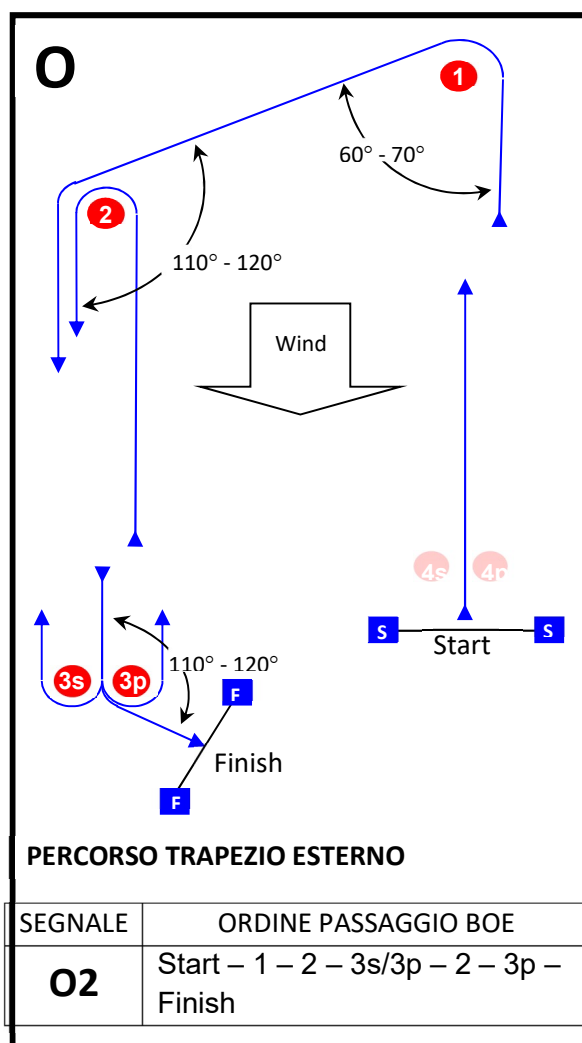 O
1
60° - 70°
2
110° - 120°
Wind
4s 4p
S S
Start
3s 3p
110° - 120°
F
Finish
F
PERCORSO TRAPEZIO ESTERNO
SEGNALE ORDINE PASSAGGIO BOE
O2 Start – 1 – 2 – 3s/3p – 2 – 3p –
Finish